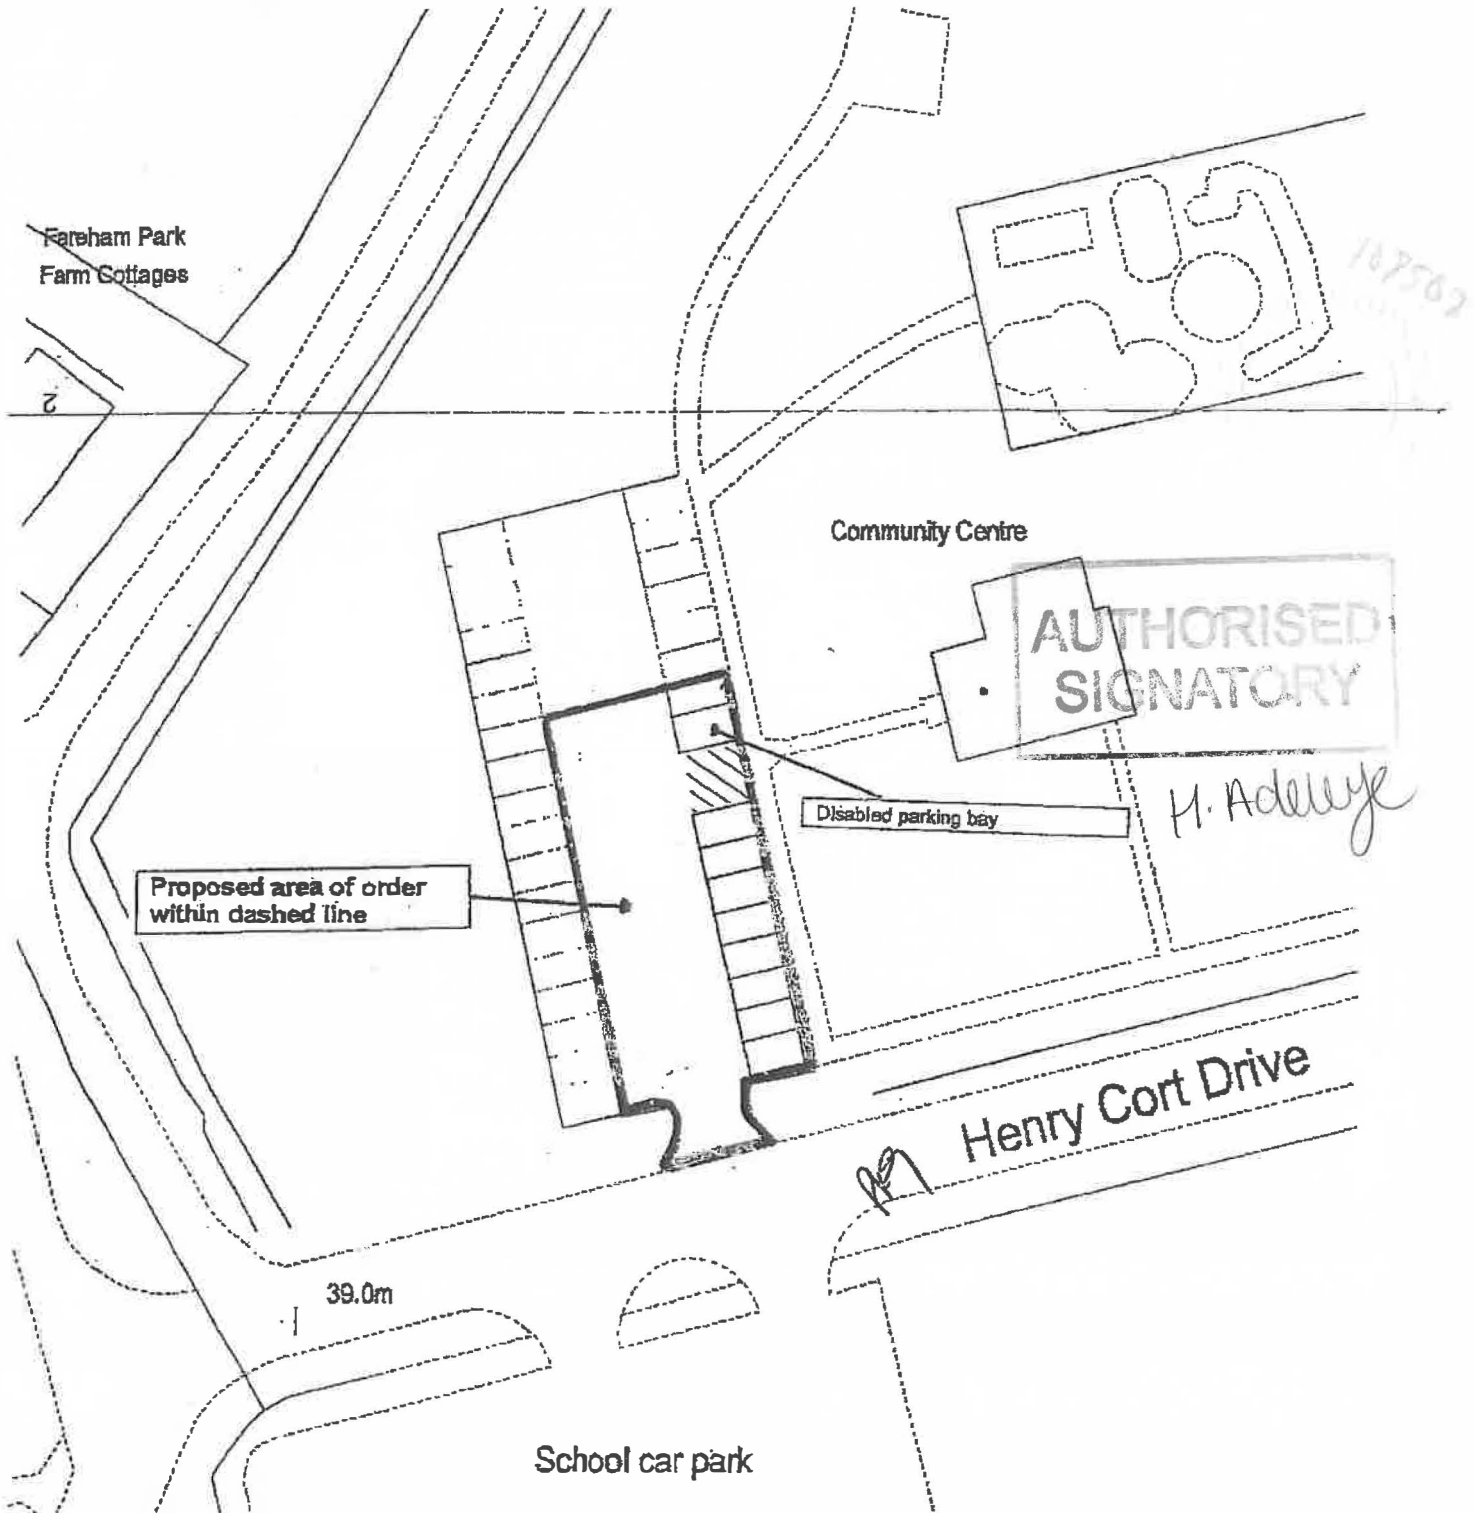 Fareham Park
Farm Cottages
2
Community Centre
AUTHORISED
SIGNATORY
H. Adeleye
Disabled parking bay
Proposed area of order
within dashed line
Henry Cort Drive
39.0m
School car park